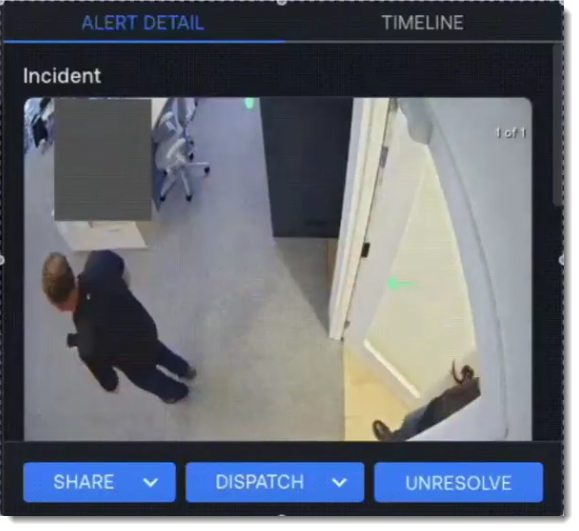 ALERT DETAIL
TIMELINE
Incident
1 of 1
SHARE
DISPATCH
UNRESOLVE